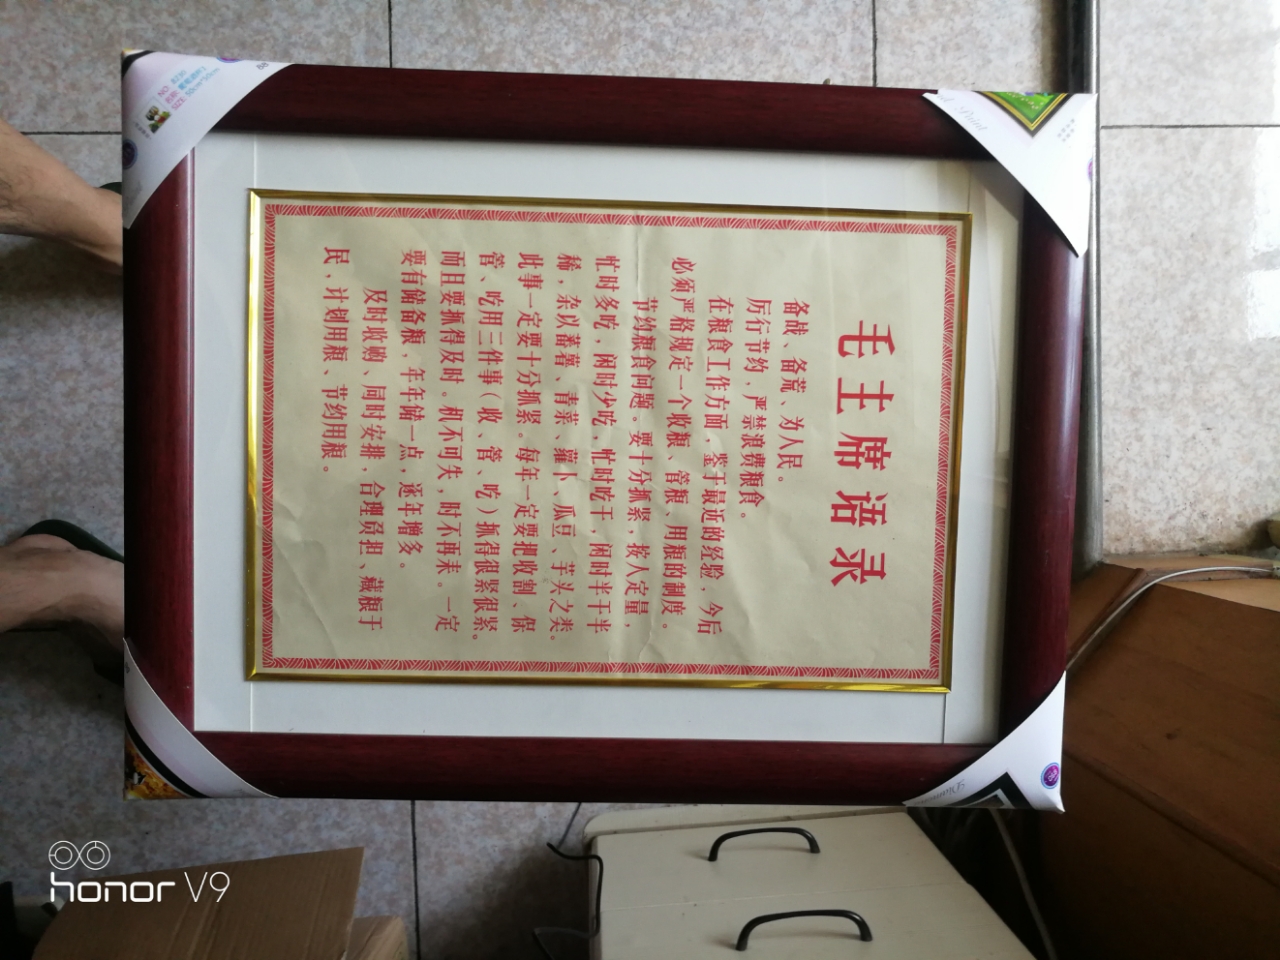 毛主席语录
备战、备荒、为人民。
厉行节约，严禁浪费粮食。
在粮食工作方面，鉴于最近的经验，今后
必须严格规定一个收粮、管粮、用粮的制度。
节约粮食问题。要十分抓紧，按人定量，
忙时多吃，闲时少吃，忙时吃干，闲时半干半
稀，杂以蕃薯、青菜、萝卜、瓜豆、芋头之类。
此事一定要十分抓紧。每年一定要把收割、保
管、吃用三件事（收、管、吃）抓得很紧很紧。
而且要抓得及时。机不可失，时不再来。一定
要有储备粮，年年储一点，逐年增多。
及时收购、同时安排，合理负担、藏粮于
民、计划用粮、节约用粮。
SIZE: 50cm*50cm
honor V9